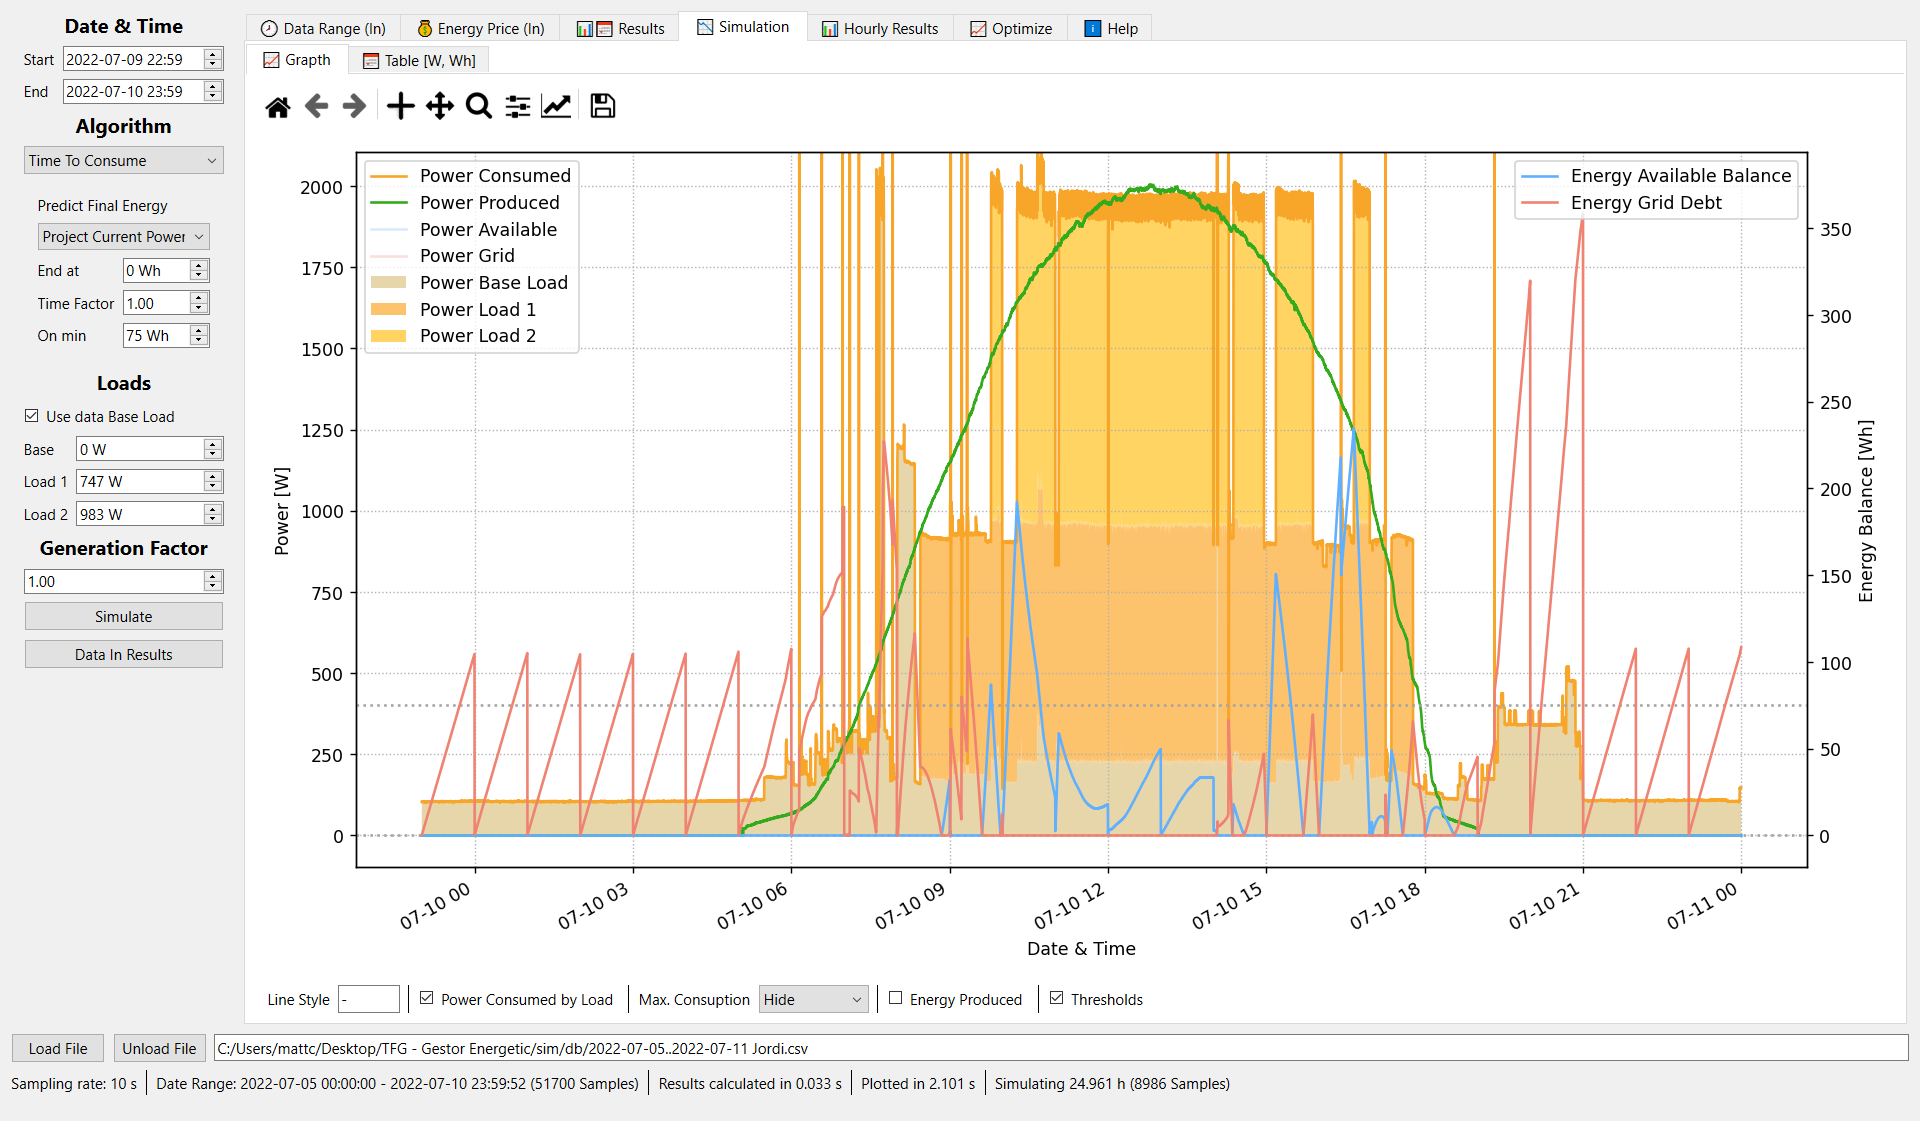 Date & Time
Start 2022-07-09 22:59
End 2022-07-10 23:59
Algorithm
Time To Consume
Predict Final Energy
Project Current Power
End at 0 Wh
Time Factor 1.00
On min 75 Wh
Loads
Use data Base Load
Base 0 W
Load 1 747 W
Load 2 983 W
Generation Factor
1.00
Simulate
Data In Results
Data Range (In) Energy Price (In) Results Simulation Hourly Results Optimize Help
Graph Table [W, Wh]
Power Consumed
Power Produced
Power Available
Power Grid
Power Base Load
Power Load 1
Power Load 2
Energy Available Balance
Energy Grid Debt
Power [W]
2000
1750
1500
1250
1000
750
500
250
0
350
300
250
200
150
100
50
0
Energy Balance [Wh]
07-10 00 07-10 03 07-10 06 07-10 09 07-10 12 07-10 15 07-10 18 07-10 21 07-11 00
Date & Time
Line Style - Power Consumed by Load Max. Consuption Hide Energy Produced Thresholds
Load File Unload File C:/Users/mattc/Desktop/TFG - Gestor Energetic/sim/db/2022-07-05..2022-07-11 Jordi.csv
Sampling rate: 10 s Date Range: 2022-07-05 00:00:00 - 2022-07-10 23:59:52 (51700 Samples) Results calculated in 0.033 s Plotted in 2.101 s Simulating 24.961 h (8986 Samples)